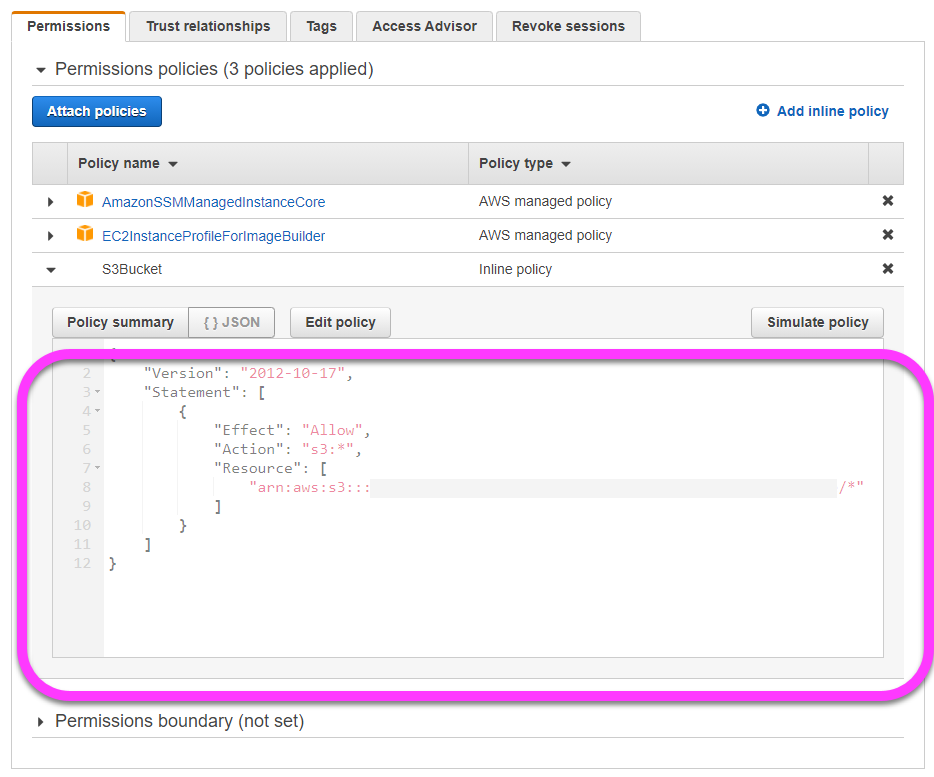 Permissions Trust relationships Tags Access Advisor Revoke sessions
Permissions policies (3 policies applied)
Attach policies Add inline policy
Policy name Policy type
AmazonSSMManagedInstanceCore AWS managed policy
EC2InstanceProfileForImageBuilder AWS managed policy
S3Bucket Inline policy
Policy summary { } JSON Edit policy Simulate policy
2 "Version": "2012-10-17",
3 "Statement": [
4 {
5 "Effect": "Allow",
6 "Action": "s3:*",
7 "Resource": [
8 "arn:aws:s3::: /*"
9 ]
10 }
11 ]
12 }
Permissions boundary (not set)